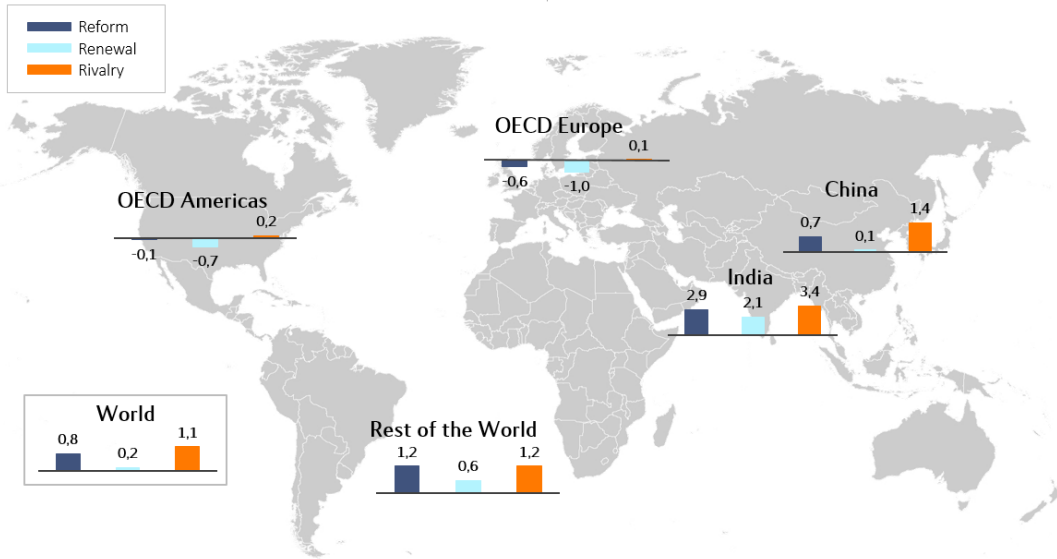 Reform
Renewal
Rivalry
OECD Europe
0,1
-0,6
-1,0
OECD Americas
0,2
-0,1
-0,7
China
0,7
0,1
1,4
India
2,9
2,1
3,4
World
0,8
0,2
1,1
Rest of the World
1,2
0,6
1,2